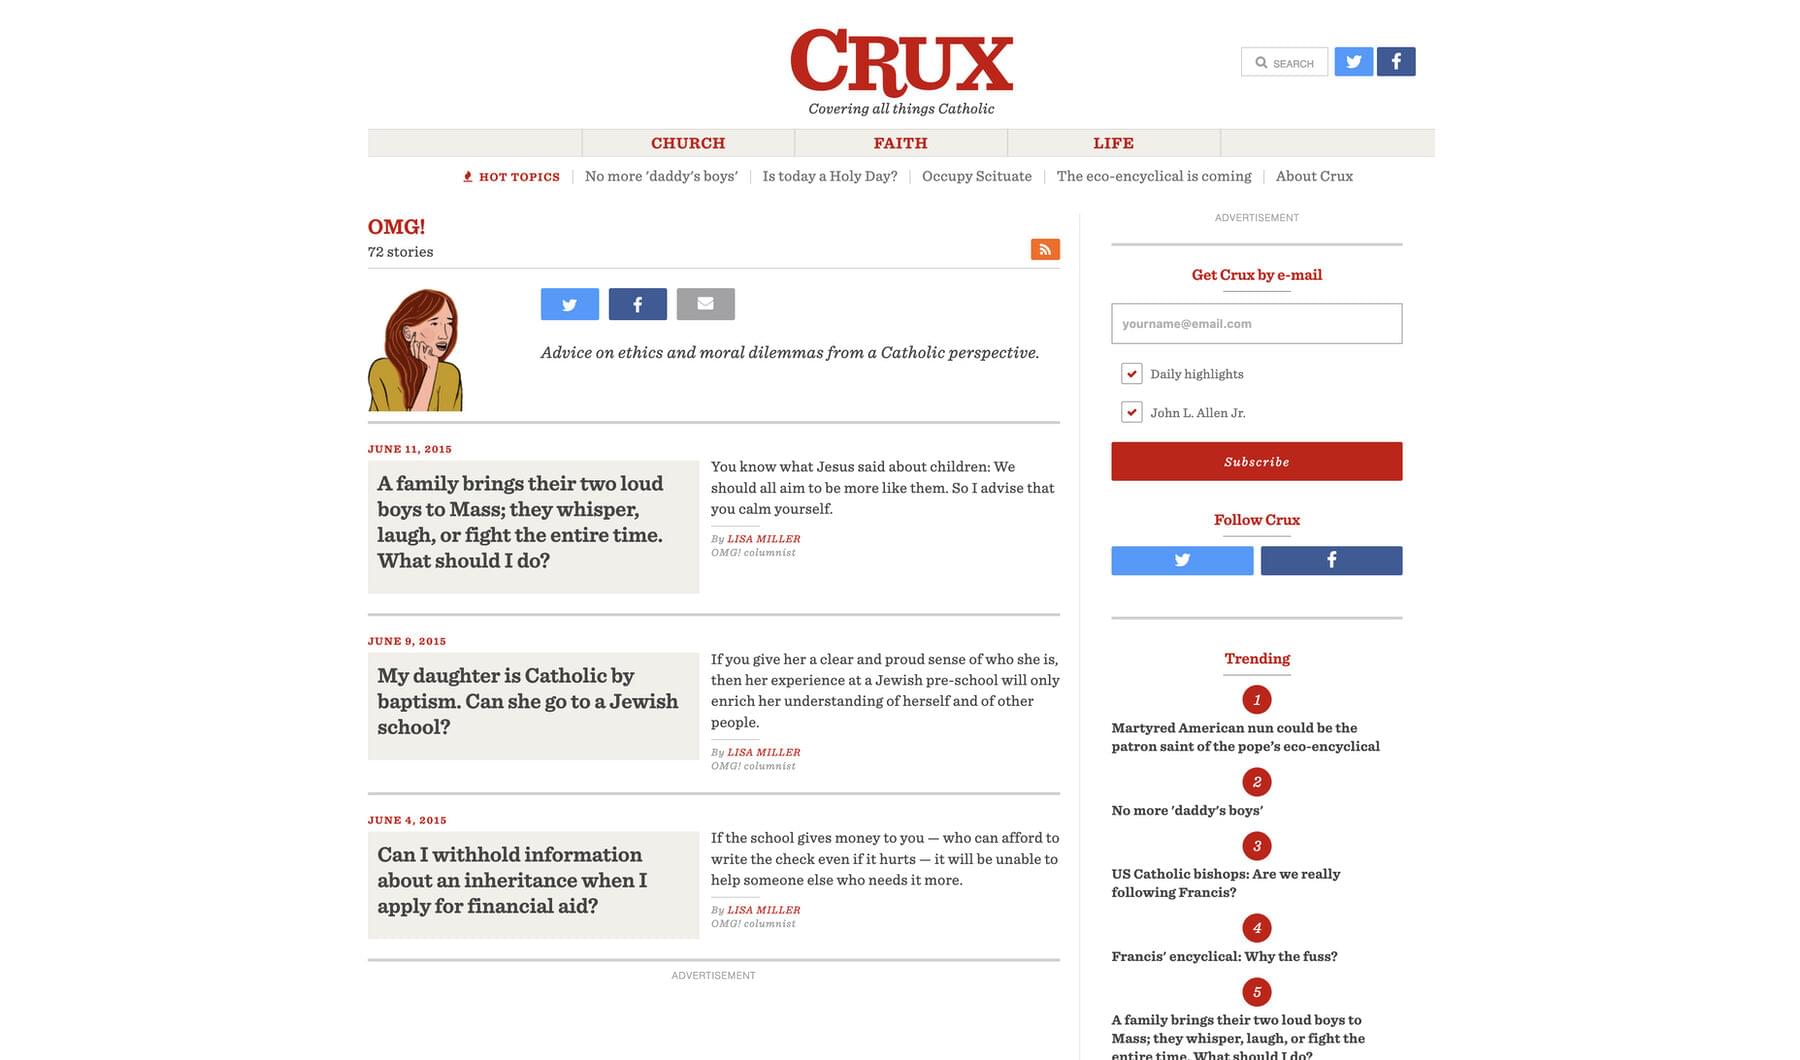 CRUX
Covering all things Catholic
SEARCH
CHURCH
FAITH
LIFE
HOT TOPICS
No more 'daddy's boys'
Is today a Holy Day?
Occupy Scituate
The eco-encyclical is coming
About Crux
OMG!
72 stories
Advice on ethics and moral dilemmas from a Catholic perspective.
JUNE 11, 2015
A family brings their two loud
boys to Mass; they whisper,
laugh, or fight the entire time.
What should I do?
You know what Jesus said about children: We
should all aim to be more like them. So I advise that
you calm yourself.
By LISA MILLER
OMG! columnist
JUNE 9, 2015
My daughter is Catholic by
baptism. Can she go to a Jewish
school?
If you give her a clear and proud sense of who she is,
then her experience at a Jewish pre-school will only
enrich her understanding of herself and of other
people.
By LISA MILLER
OMG! columnist
JUNE 4, 2015
Can I withhold information
about an inheritance when I
apply for financial aid?
If the school gives money to you — who can afford to
write the check even if it hurts — it will be unable to
help someone else who needs it more.
By LISA MILLER
OMG! columnist
ADVERTISEMENT
ADVERTISEMENT
Get Crux by e-mail
yourname@email.com
Daily highlights
John L. Allen Jr.
Subscribe
Follow Crux
Trending
1
Martyred American nun could be the
patron saint of the pope's eco-encyclical
2
No more 'daddy's boys'
3
US Catholic bishops: Are we really
following Francis?
4
Francis' encyclical: Why the fuss?
5
A family brings their two loud boys to
Mass; they whisper, laugh, or fight the
entire time. What should I do?